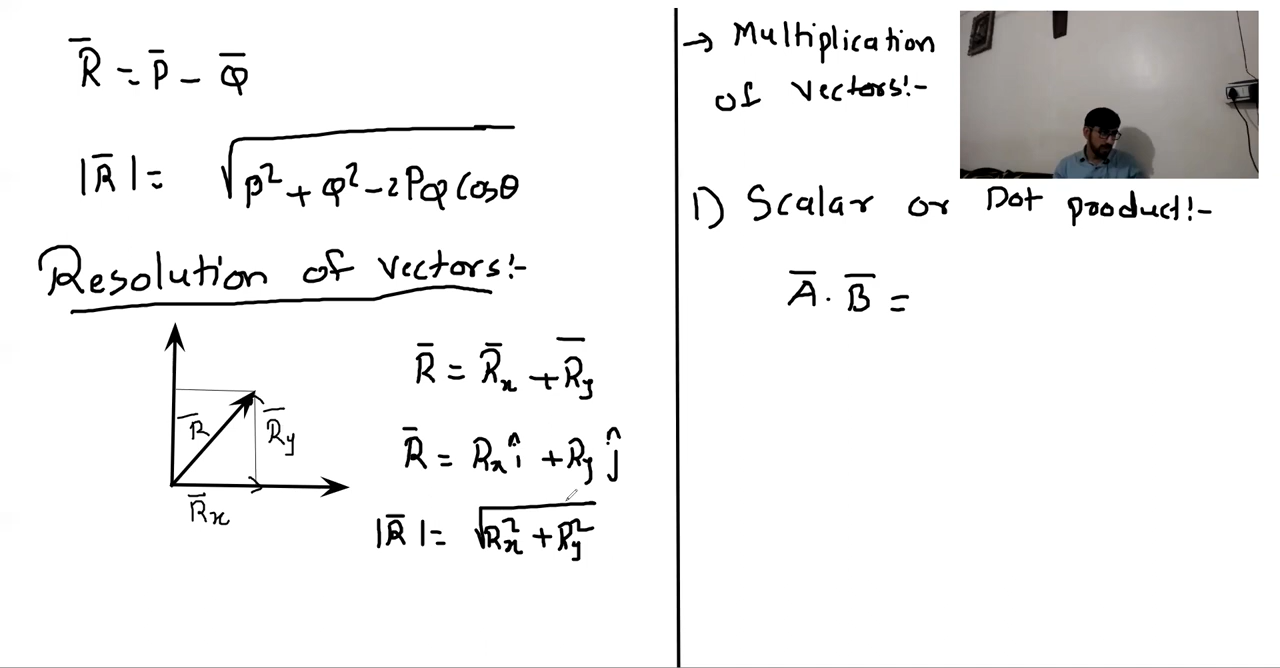 R̄ = P̄ - Q̄
|R̄| = √(P² + Q² - 2PQ Cosθ)
Resolution of vectors!-
R̄
R̄y
R̄x
R̄ = R̄x + R̄y
R̄ = Rx î + Ry ĵ
|R̄| = √(Rx² + Ry²)
→ Multiplication
of vectors!-
1) Scalar or Dot product!-
Ā . B̄ =